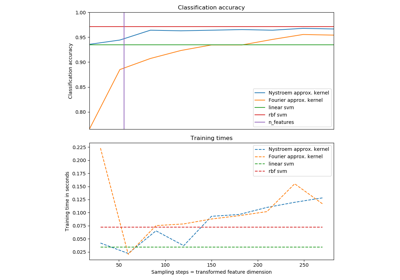 Classification accuracy
1.00
0.95
0.90
0.85
0.80
Classification accuracy
Nystroem approx. kernel
Fourier approx. kernel
linear svm
rbf svm
n_features
Training times
0.225
0.200
0.175
0.150
0.125
0.100
0.075
0.050
0.025
Training time in seconds
Nystroem approx. kernel
Fourier approx. kernel
linear svm
rbf svm
50
100
150
200
250
Sampling steps = transformed feature dimension